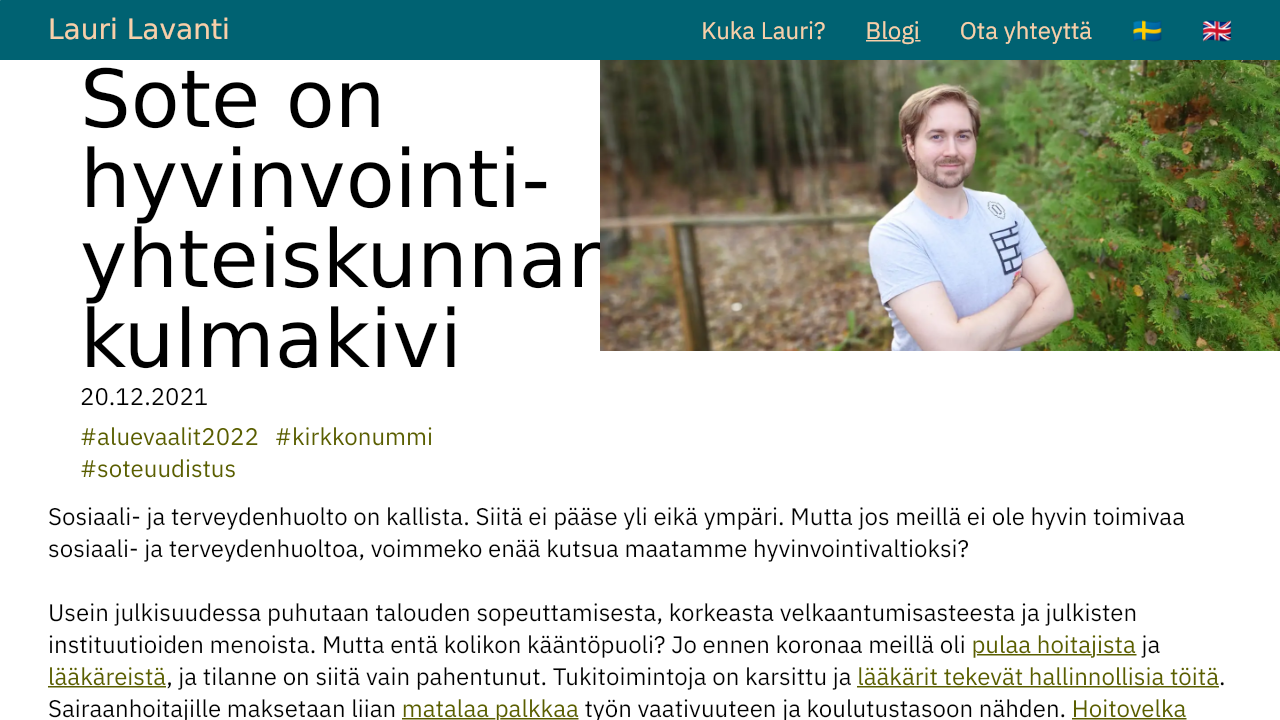 Lauri Lavanti
Kuka Lauri? Blogi Ota yhteyttä
Sote on
hyvinvointi-
yhteiskunnan
kulmakivi
20.12.2021
#aluevaalit2022 #kirkkonummi
#soteuudistus
Sosiaali- ja terveydenhuolto on kallista. Siitä ei pääse yli eikä ympäri. Mutta jos meillä ei ole hyvin toimivaa
sosiaali- ja terveydenhuoltoa, voimmeko enää kutsua maatamme hyvinvointivaltioksi?
Usein julkisuudessa puhutaan talouden sopeuttamisesta, korkeasta velkaantumisasteesta ja julkisten
instituutioiden menoista. Mutta entä kolikon kääntöpuoli? Jo ennen koronaa meillä oli pulaa hoitajista ja
lääkäreistä, ja tilanne on siitä vain pahentunut. Tukitoimintoja on karsittu ja lääkärit tekevät hallinnollisia töitä.
Sairaanhoitajille maksetaan liian matalaa palkkaa työn vaativuuteen ja koulutustasoon nähden. Hoitovelka